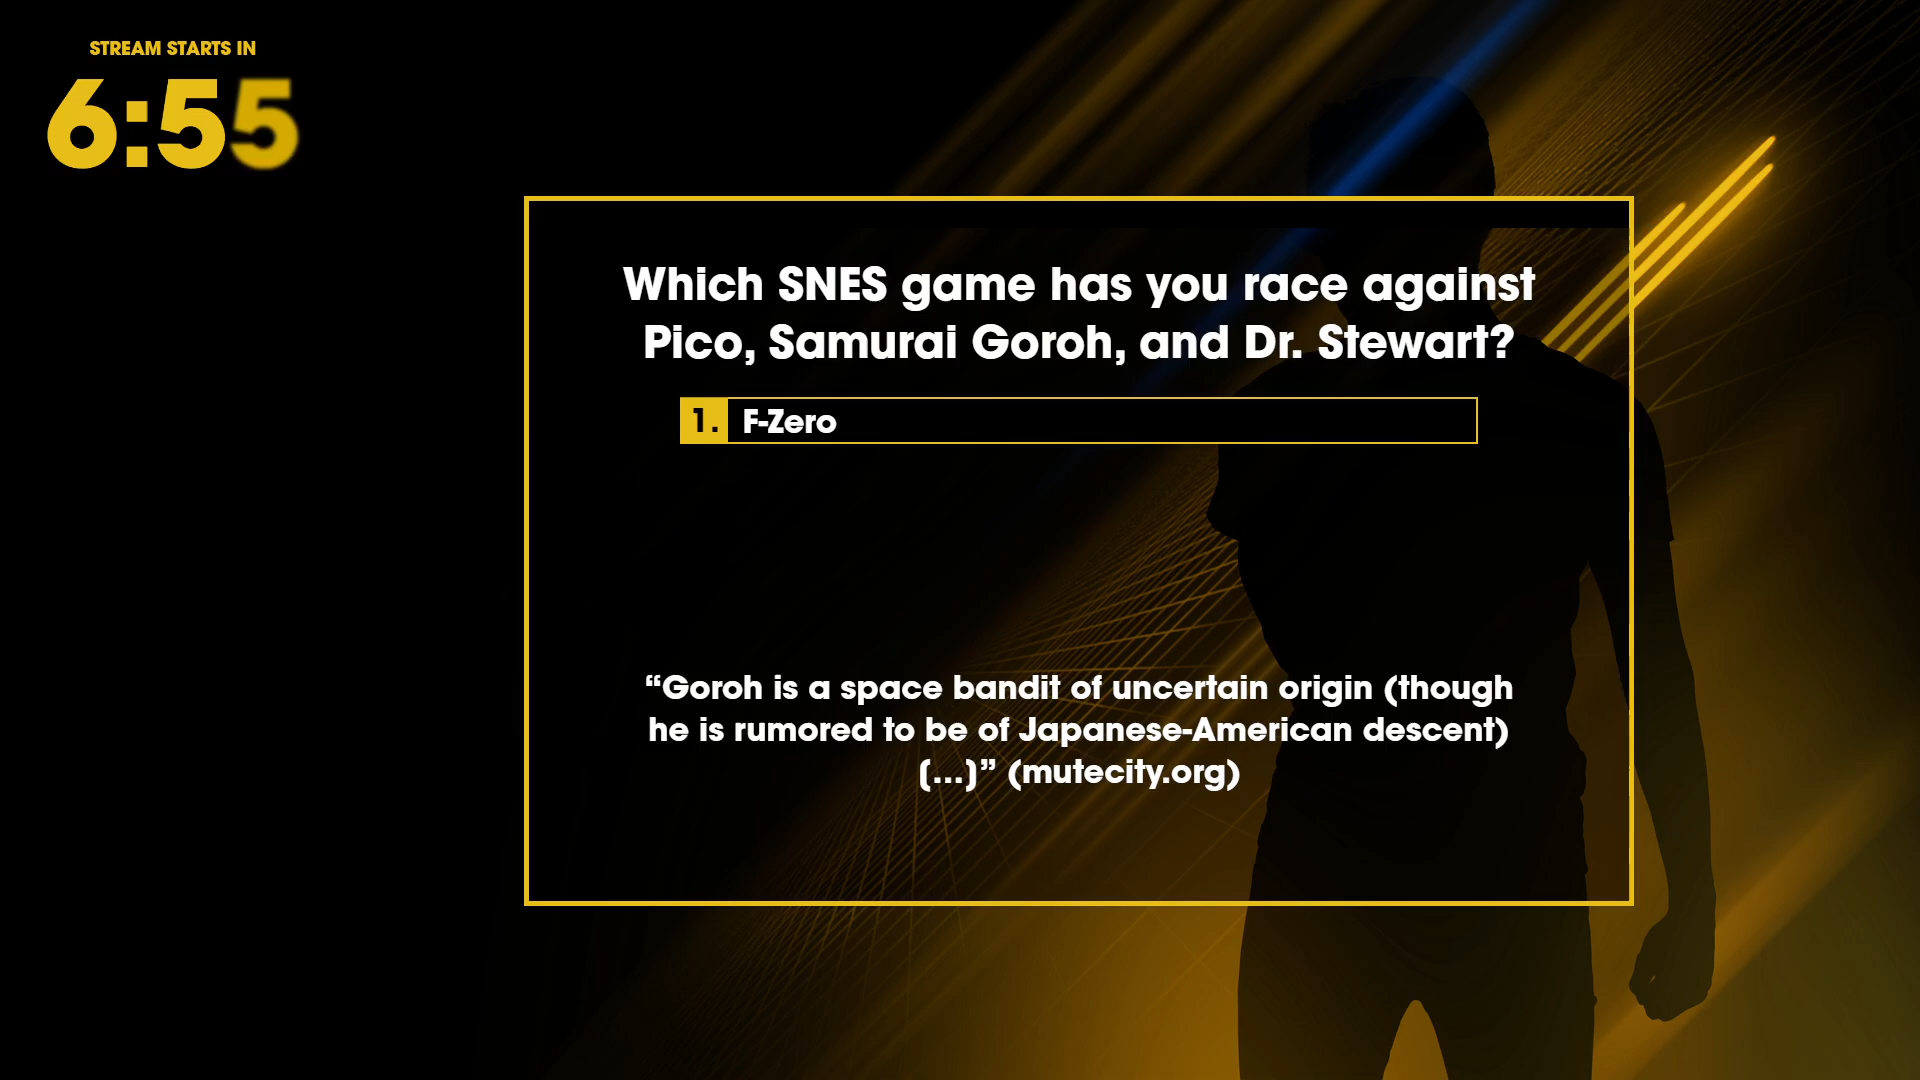 STREAM STARTS IN
6:55
Which SNES game has you race against
Pico, Samurai Goroh, and Dr. Stewart?
1. F-Zero
“Goroh is a space bandit of uncertain origin (though
he is rumored to be of Japanese-American descent)
(...)” (mutecity.org)